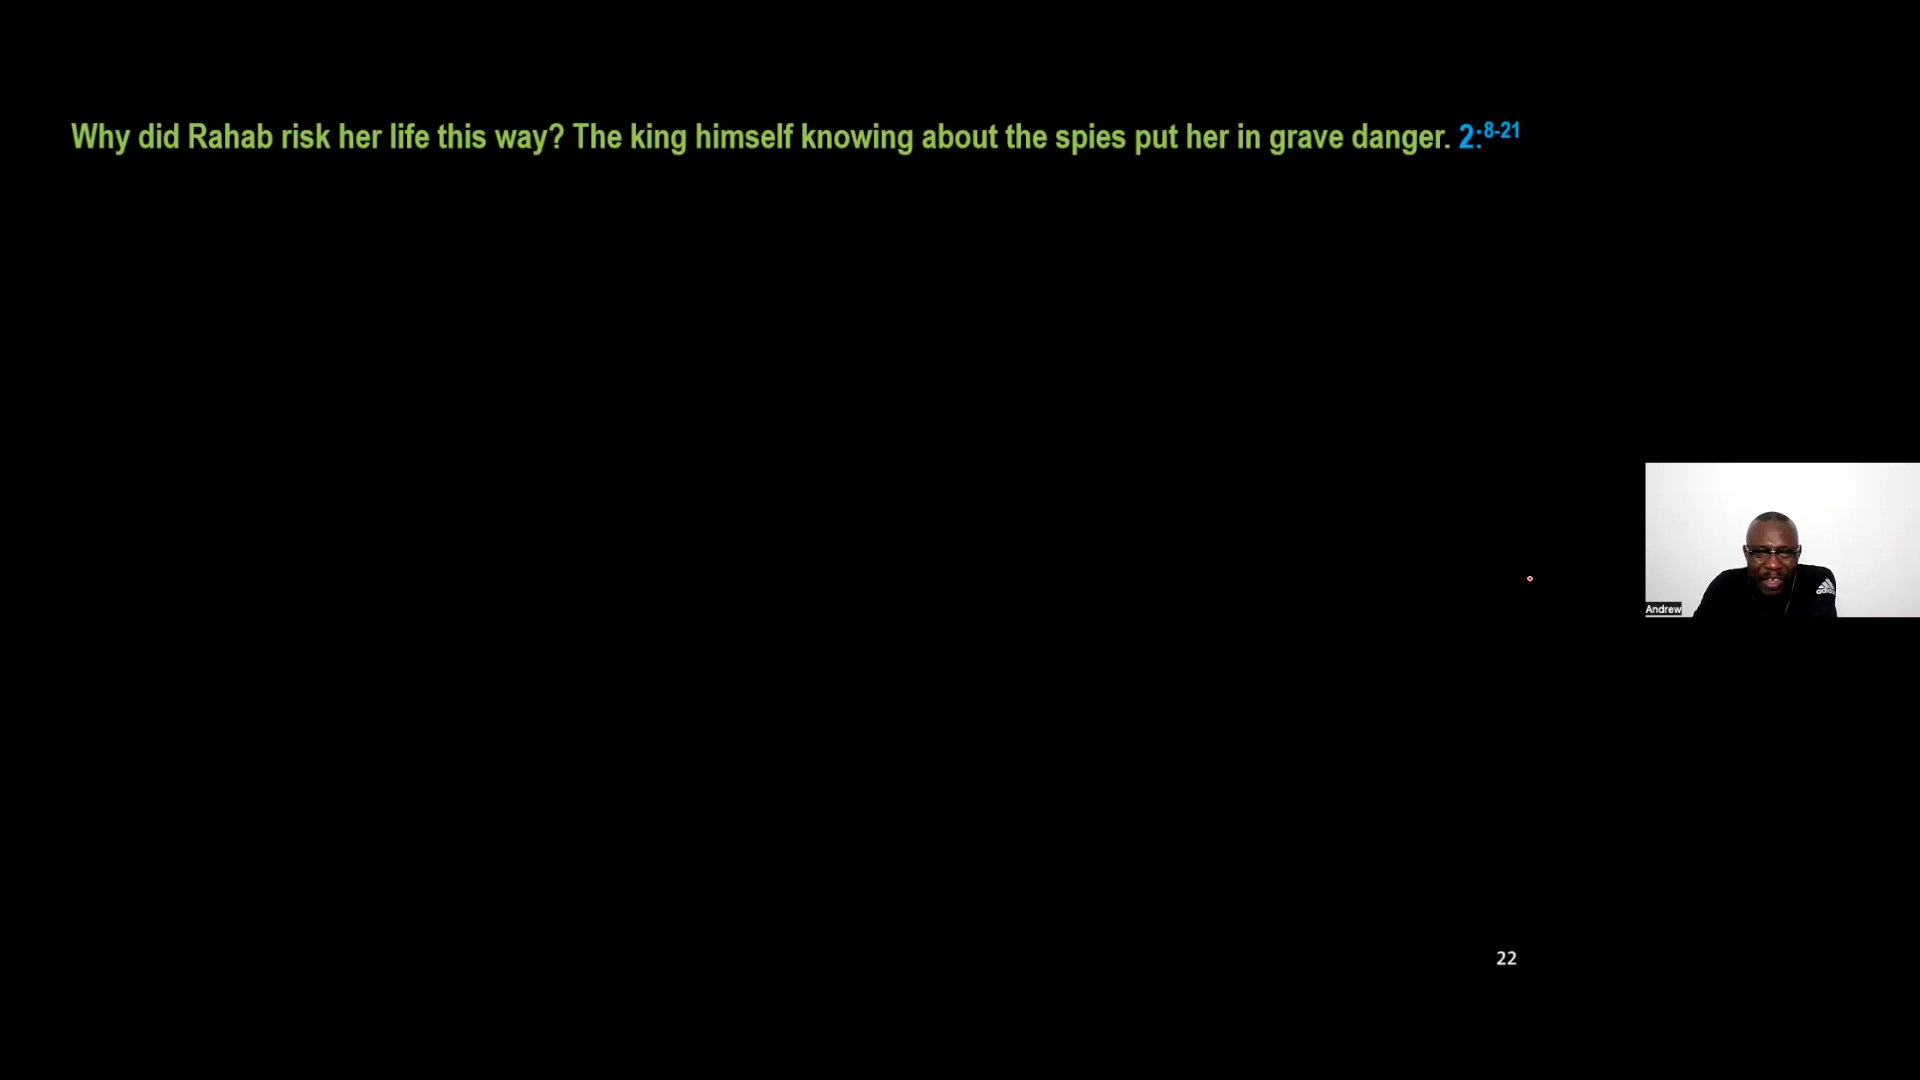 Why did Rahab risk her life this way? The king himself knowing about the spies put her in grave danger. 2:8-21
adidas
Andrew
22